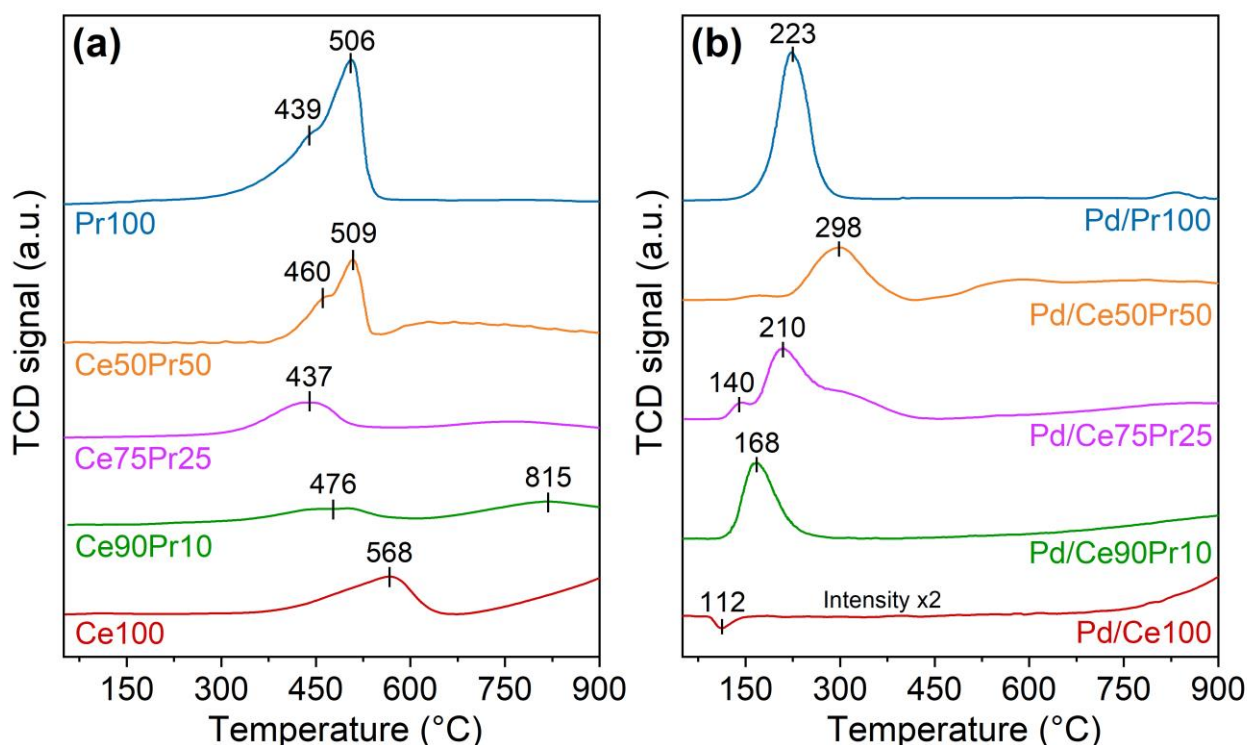 (a)
506
439
Pr100
509
460
Ce50Pr50
437
Ce75Pr25
476
815
Ce90Pr10
568
Ce100
TCD signal (a.u.)
150 300 450 600 750 900
Temperature (°C)
(b)
223
Pd/Pr100
298
Pd/Ce50Pr50
210
140
Pd/Ce75Pr25
168
Pd/Ce90Pr10
112
Intensity x2
Pd/Ce100
TCD signal (a.u.)
150 300 450 600 750 900
Temperature (°C)